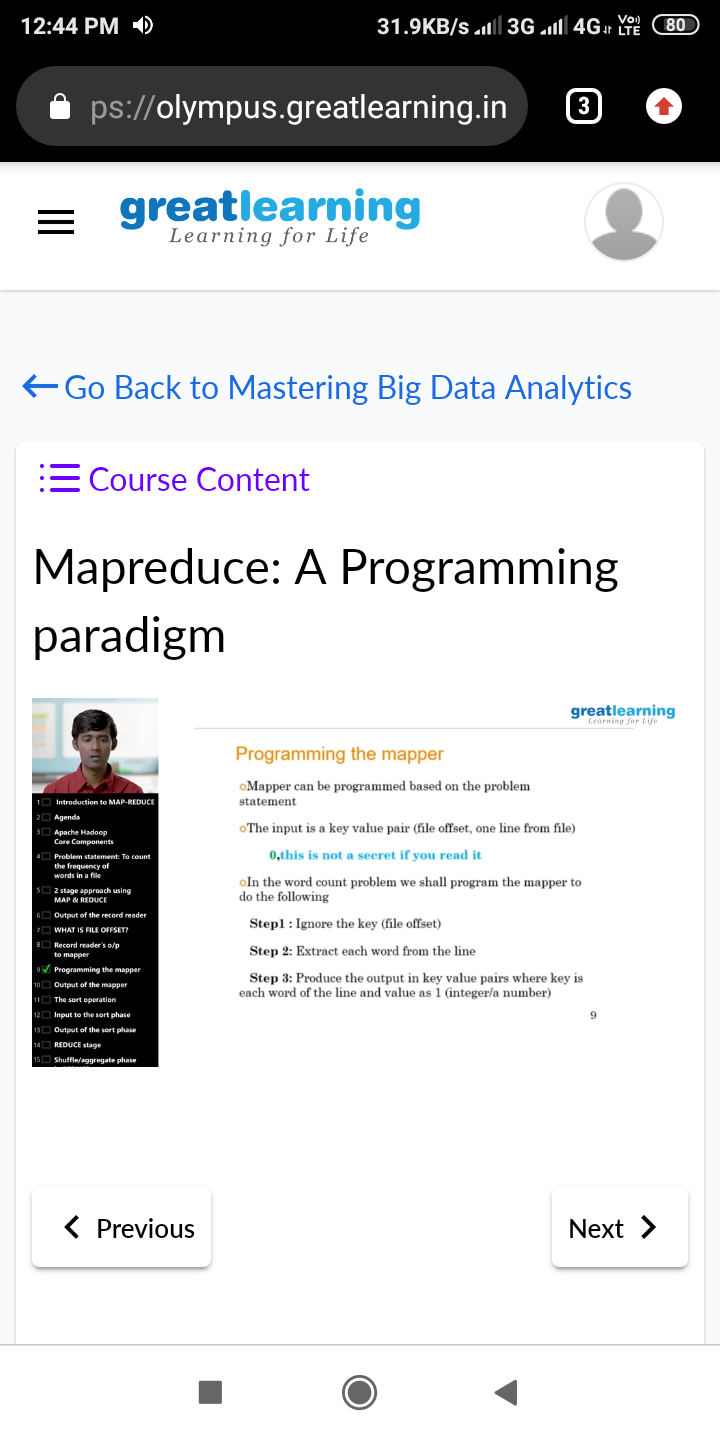 12:44 PM 31.9KB/s 3G 4G Vo) LTE 80
ps://olympus.greatlearning.in 3
greatlearning
Learning for Life
Go Back to Mastering Big Data Analytics
Course Content
Mapreduce: A Programming
paradigm
greatlearning
Learning for Life
Programming the mapper
Mapper can be programmed based on the problem
statement
The input is a key value pair (file offset, one line from file)
0,this is not a secret if you read it
In the word count problem we shall program the mapper to
do the following
Step1 : Ignore the key (file offset)
Step 2: Extract each word from the line
Step 3: Produce the output in key value pairs where key is
each word of the line and value as 1 (integer/a number)
9
1 Introduction to MAP-REDUCE
2 Agenda
3 Apache Hadoop
Core Components
4 Problem statement: To count
the frequency of
words in a file
5 2 stage approach using
MAP & REDUCE
6 Output of the record reader
7 WHAT IS FILE OFFSET?
8 Record reader's o/p
to mapper
9 Programming the mapper
10 Output of the mapper
11 The sort operation
12 Input to the sort phase
13 Output of the sort phase
14 REDUCE stage
15 Shuffle/aggregate phase
Previous
Next